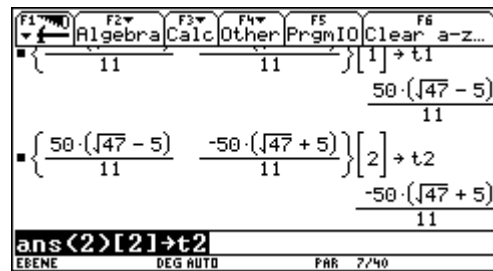 F1 F2 F3 F4 F5 F6
Algebra Calc Other PrgmIO Clear a-z…
▪{ 11 11 }[1]→t1
50·(√47 - 5)
11
▪{ 50·(√47 - 5) -50·(√47 + 5) }[2]→t2
11 11
-50·(√47 + 5)
11
ans(2)[2]→t2
EBENE DEG AUTO PAR 7/40